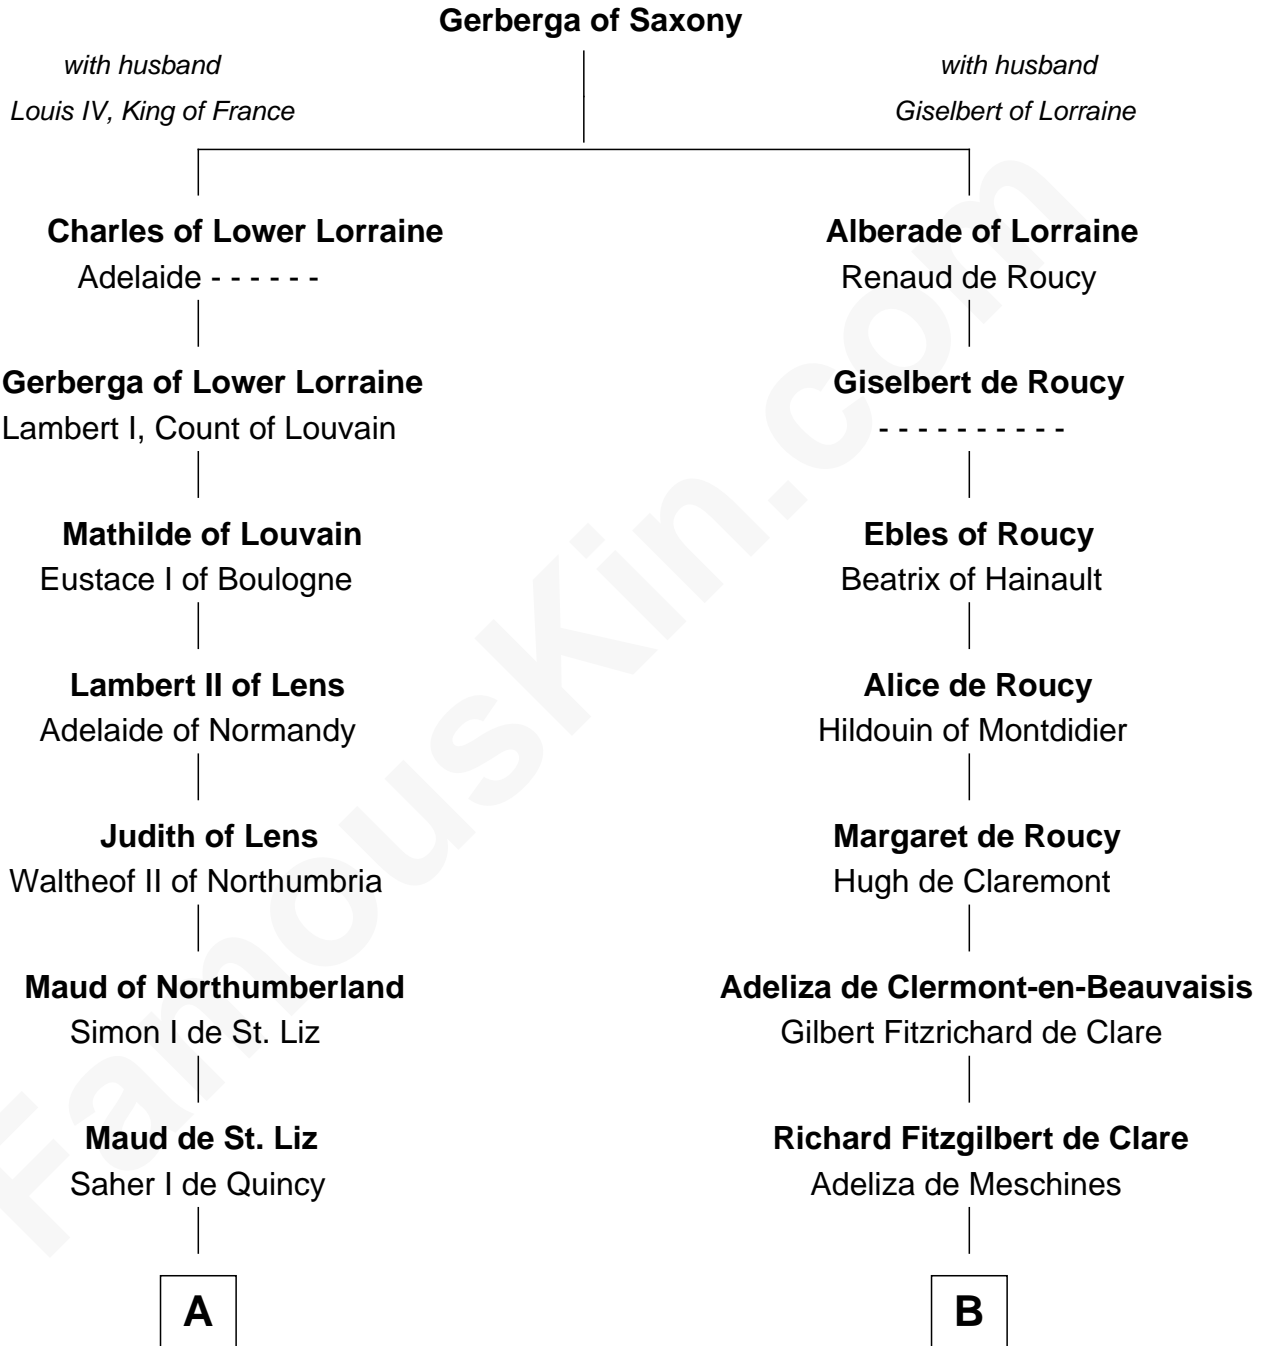 Gerberga of Saxony
with husband
Louis IV, King of France
with husband
Giselbert of Lorraine
Charles of Lower Lorraine
Adelaide - - - - - -
Alberade of Lorraine
Renaud de Roucy
Gerberga of Lower Lorraine
Lambert I, Count of Louvain
Giselbert de Roucy
- - - - - - - - - -
Mathilde of Louvain
Eustace I of Boulogne
Ebles of Roucy
Beatrix of Hainault
Lambert II of Lens
Adelaide of Normandy
Alice de Roucy
Hildouin of Montdidier
Judith of Lens
Waltheof II of Northumbria
Margaret de Roucy
Hugh de Claremont
Maud of Northumberland
Simon I de St. Liz
Adeliza de Clermont-en-Beauvaisis
Gilbert Fitzrichard de Clare
Maud de St. Liz
Saher I de Quincy
Richard Fitzgilbert de Clare
Adeliza de Meschines
A
B
FamousKin.com